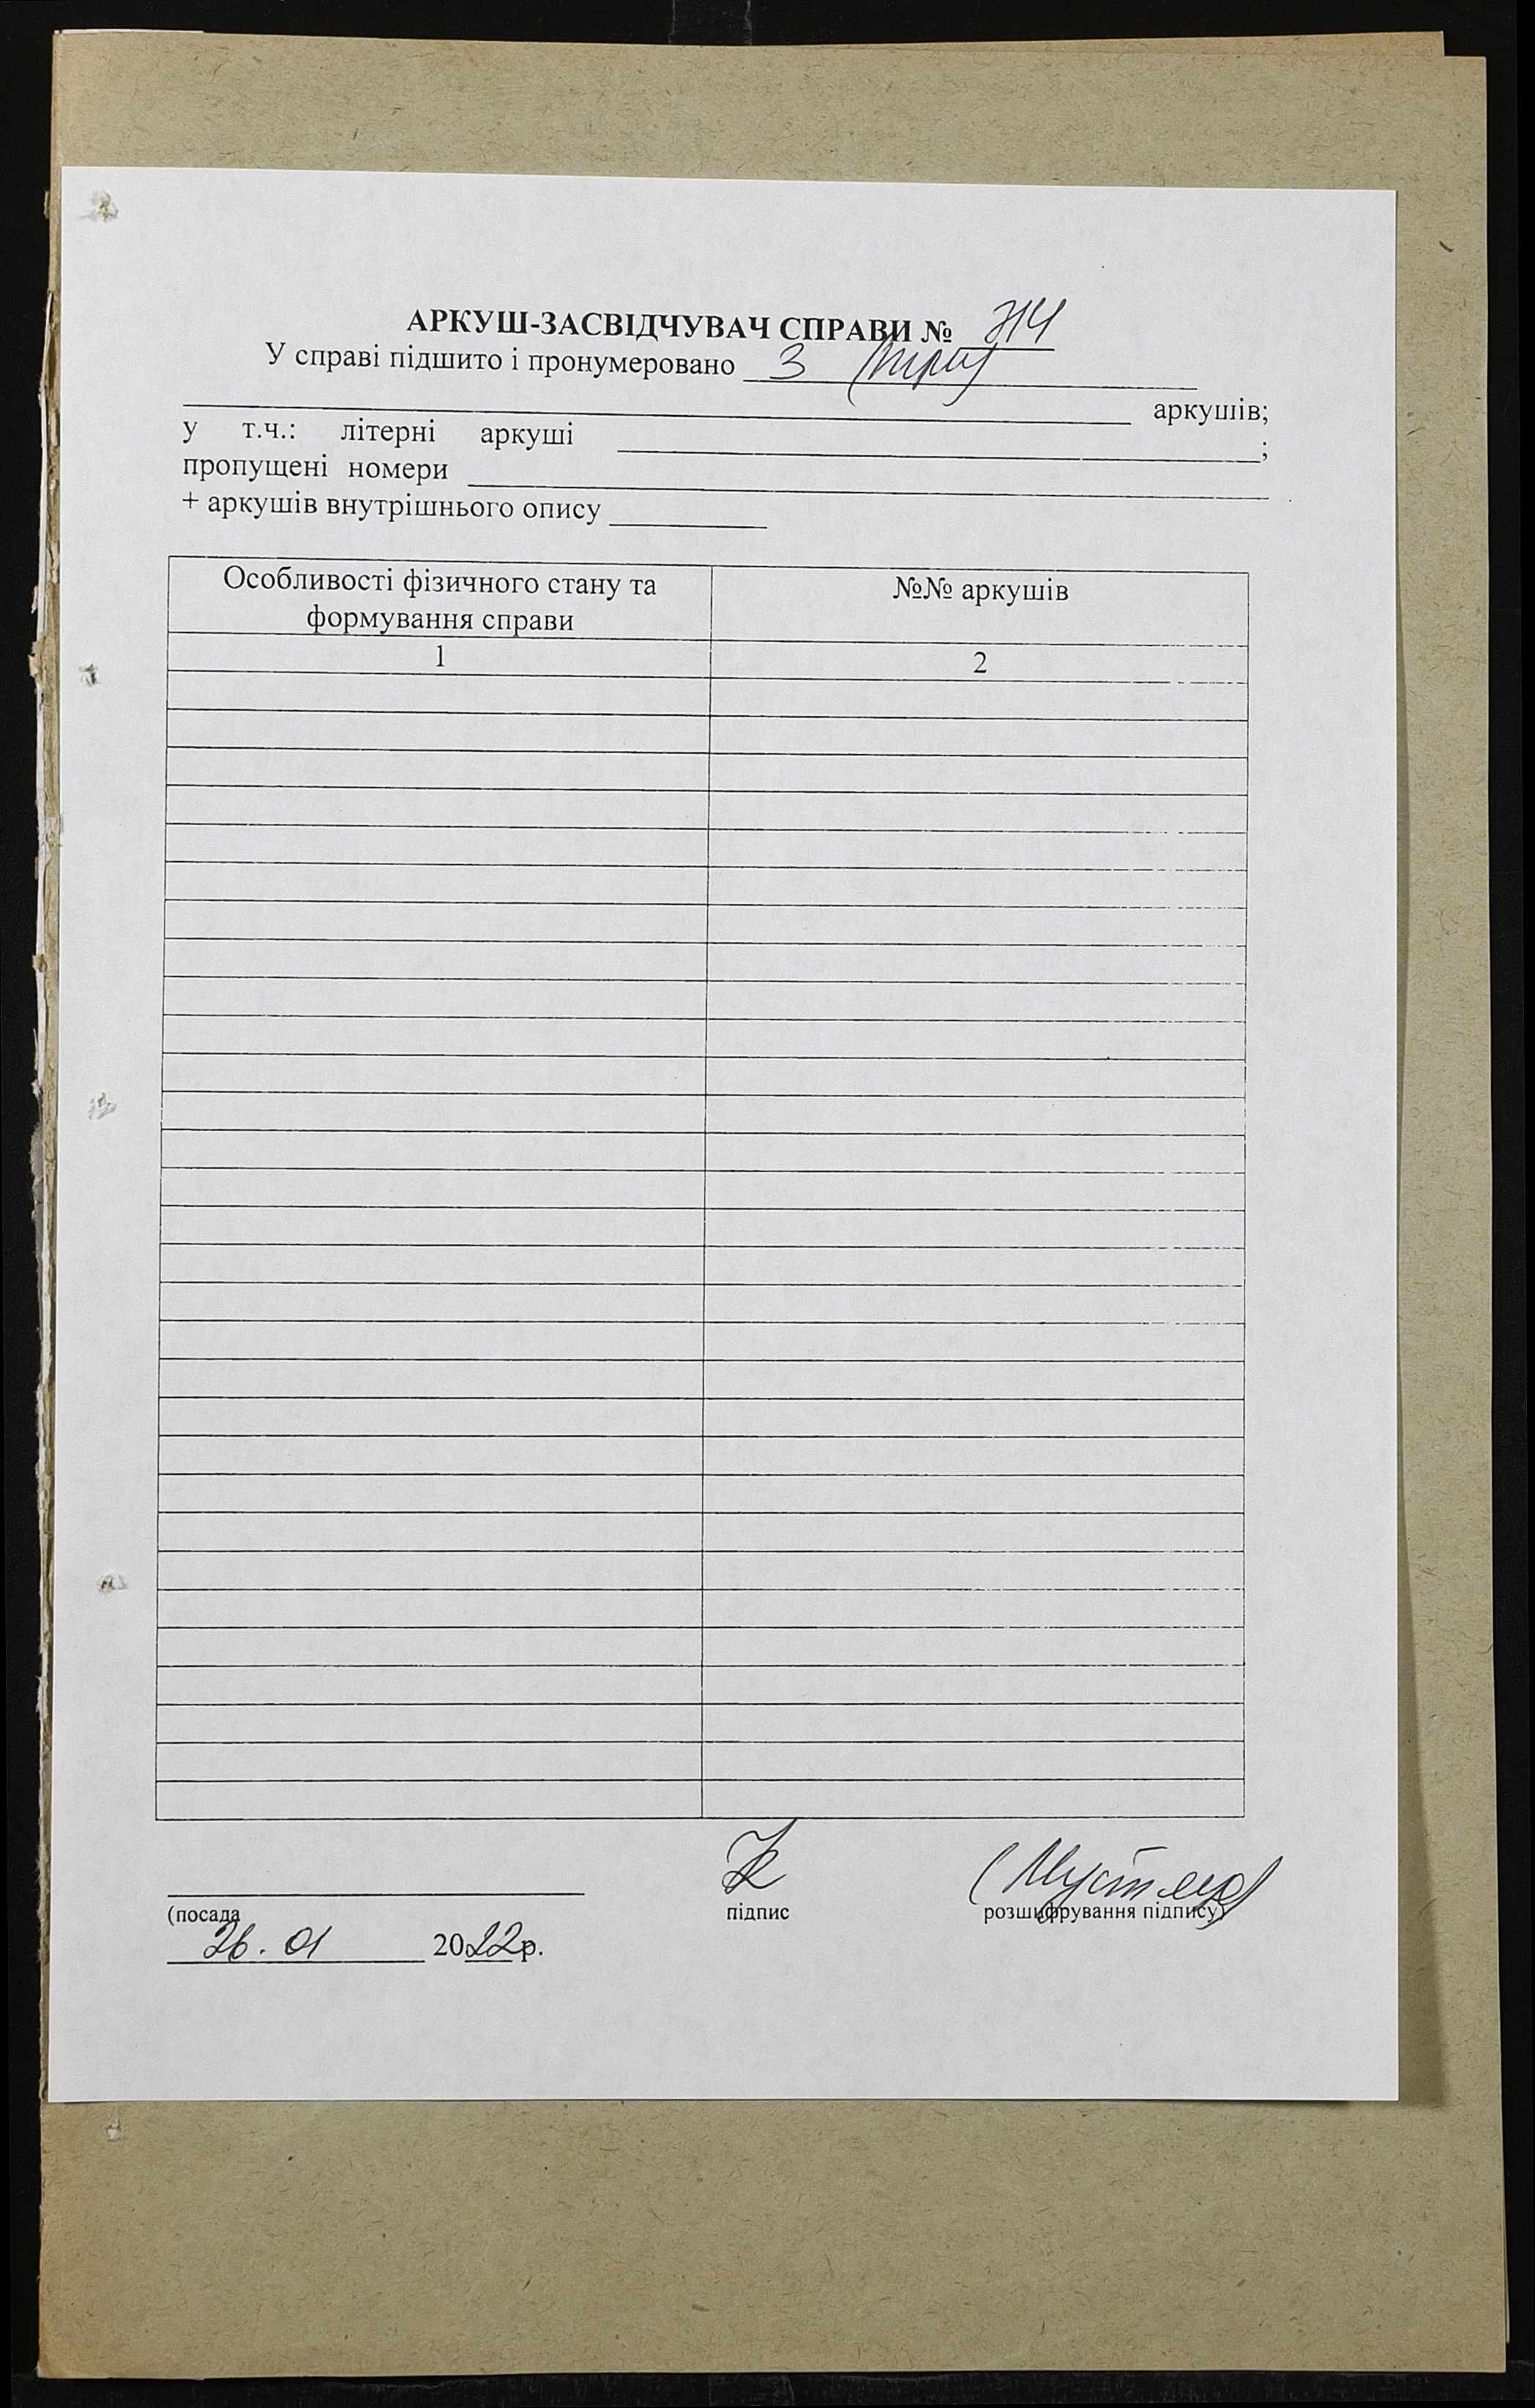 АРКУШ-ЗАСВІДЧУВАЧ СПРАВИ № 714
У справі підшито і пронумеровано 3 (три)
аркушів;
у т.ч.: літерні аркуші ;
пропущені номери
+ аркушів внутрішнього опису
Особливості фізичного стану та формування справи №№ аркушів
1 2
(посада підпис розшифрування підпису)
26. 01 2022р.